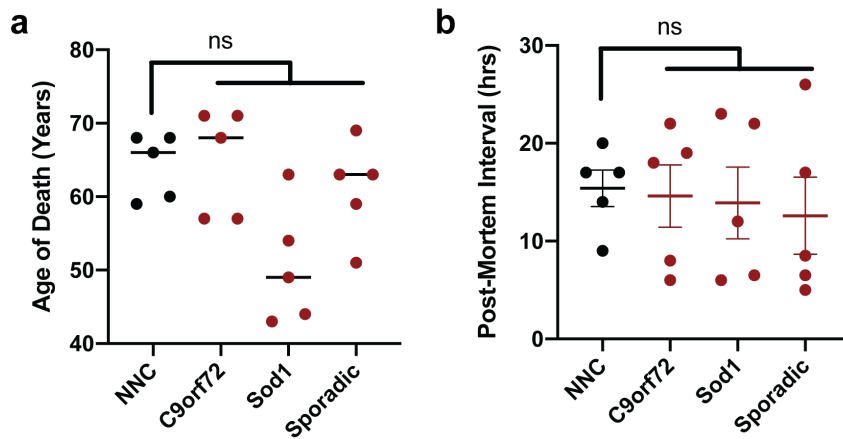 a
ns
Age of Death (Years)
80
70
60
50
40
NNC
C9orf72
Sod1
Sporadic
b
ns
Post-Mortem Interval (hrs)
30
20
10
0
NNC
C9orf72
Sod1
Sporadic